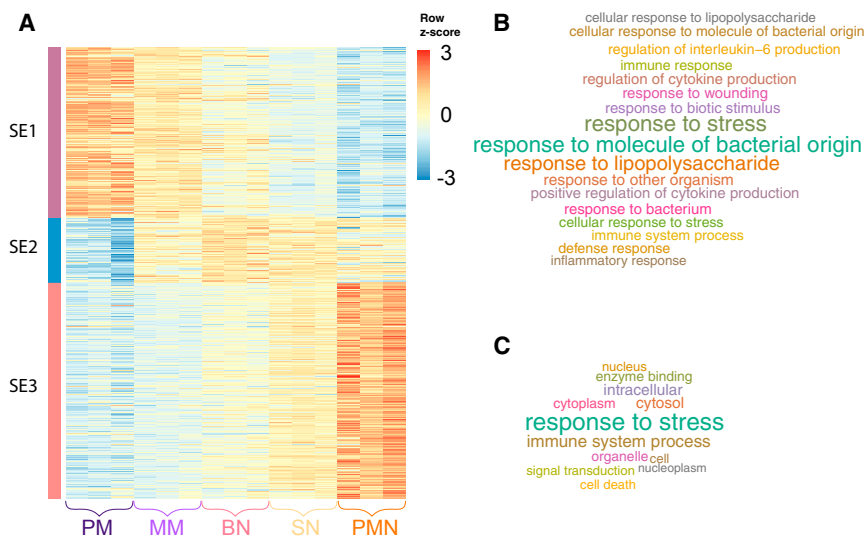 A
Row
z-score
3
0
-3
SE1
SE2
SE3
PM MM BN SN PMN
B
cellular response to lipopolysaccharide
cellular response to molecule of bacterial origin
regulation of interleukin−6 production
immune response
regulation of cytokine production
response to wounding
response to biotic stimulus
response to stress
response to molecule of bacterial origin
response to lipopolysaccharide
response to other organism
positive regulation of cytokine production
response to bacterium
cellular response to stress
immune system process
defense response
inflammatory response
C
nucleus
enzyme binding
intracellular
cytoplasm cytosol
response to stress
immune system process
organelle cell
signal transduction nucleoplasm
cell death